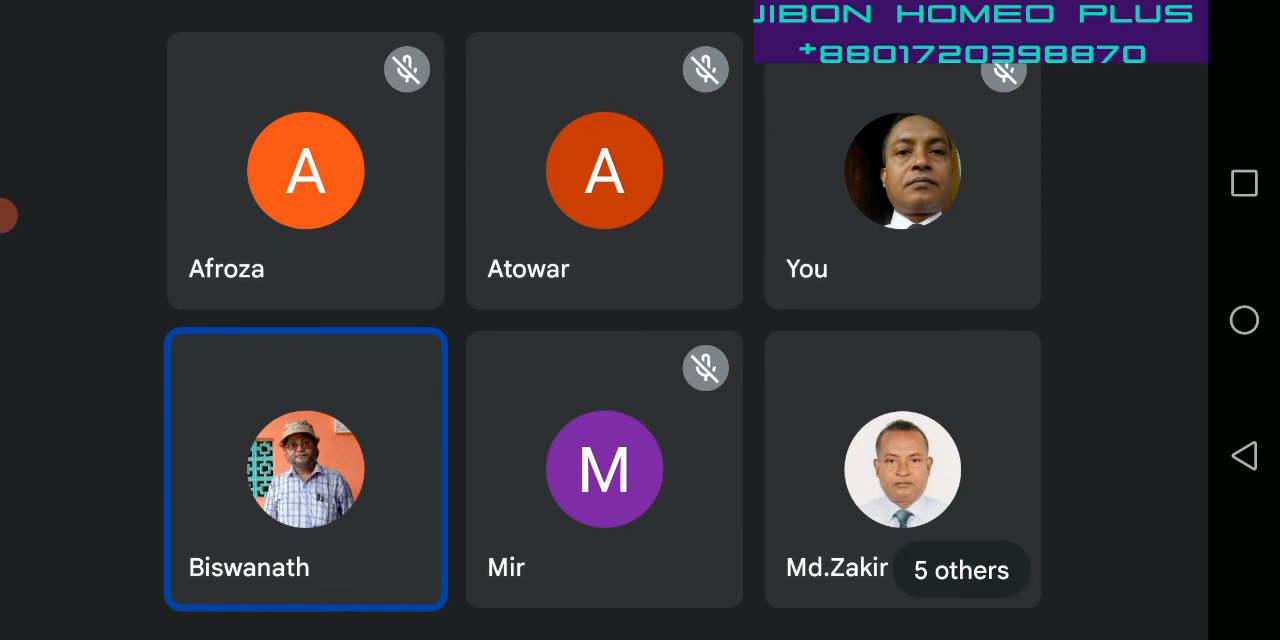 JIBON HOMEO PLUS
+8801720398870
A
A
Afroza
Atowar
You
M
Biswanath
Mir
Md.Zakir
5 others